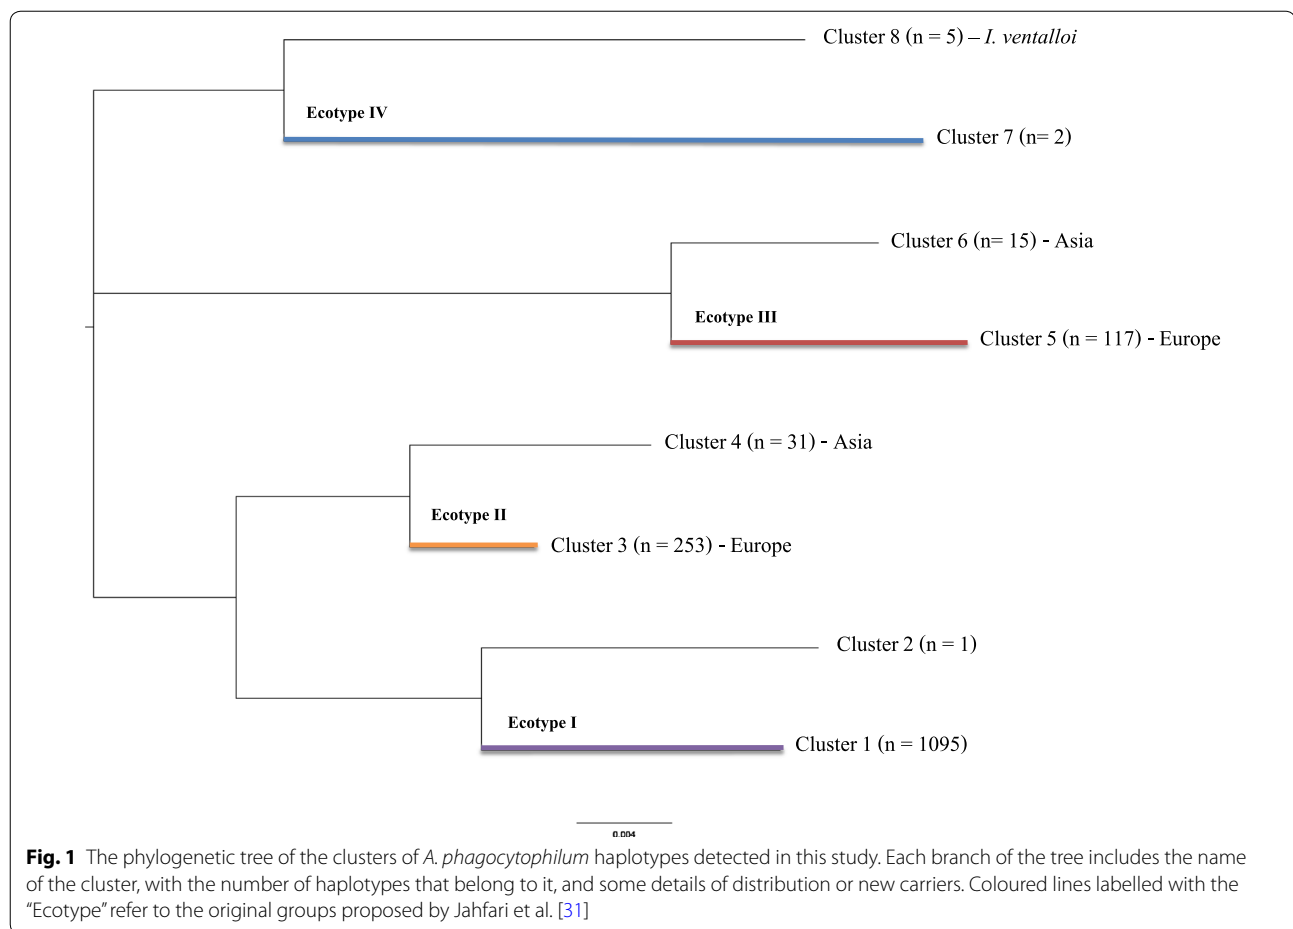 Cluster 8 (n = 5) – I. ventalloi
Ecotype IV
Cluster 7 (n= 2)
Cluster 6 (n= 15) - Asia
Ecotype III
Cluster 5 (n = 117) - Europe
Cluster 4 (n = 31) - Asia
Ecotype II
Cluster 3 (n = 253) - Europe
Cluster 2 (n = 1)
Ecotype I
Cluster 1 (n = 1095)
0.004
Fig. 1 The phylogenetic tree of the clusters of A. phagocytophilum haplotypes detected in this study. Each branch of the tree includes the name
of the cluster, with the number of haplotypes that belong to it, and some details of distribution or new carriers. Coloured lines labelled with the
“Ecotype” refer to the original groups proposed by Jahfari et al. [31]